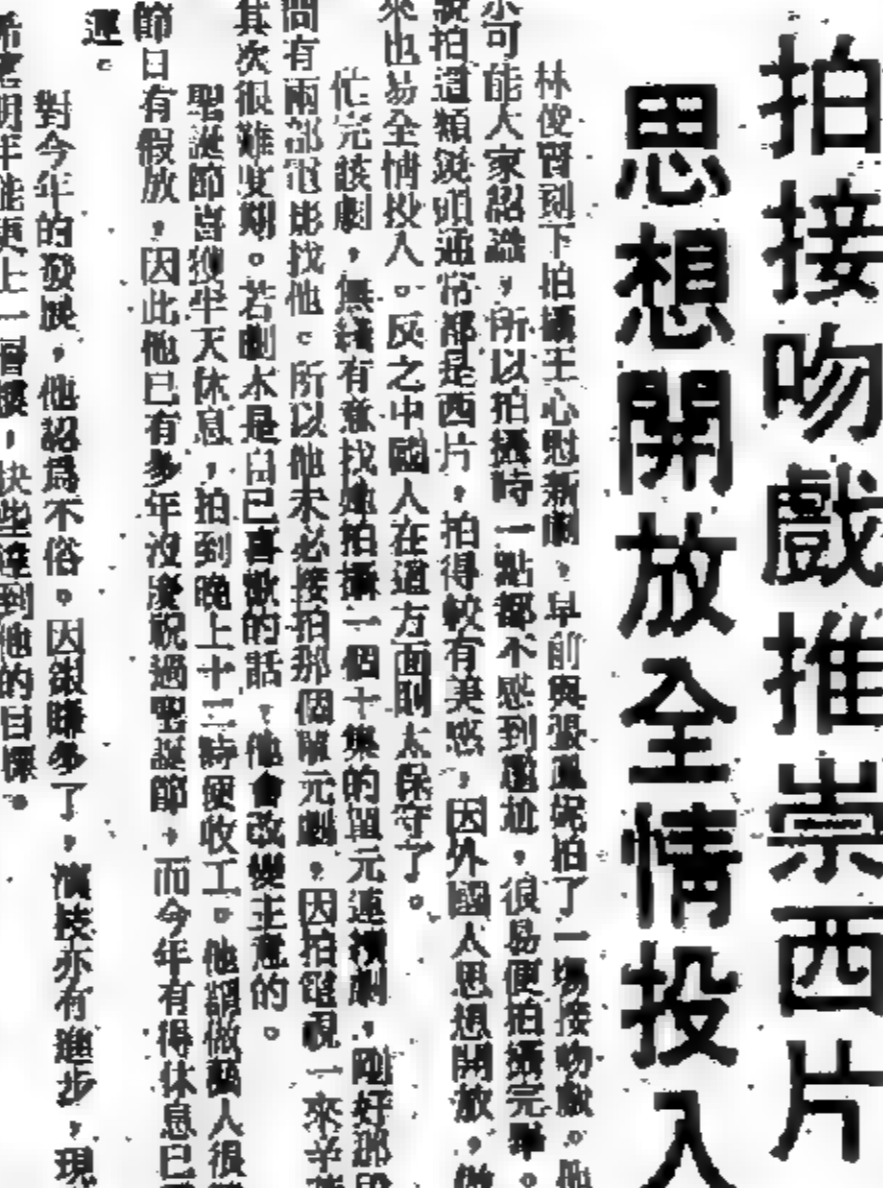 拍接吻戲推崇西片
思想開放全情投入
林俊賢刻下拍攝王心慰新劇，早前與張鳳妮拍了一場接吻戲。他
可能大家認識，所以拍攝時一點都不感到尷尬，很易便拍攝完畢。
說拍這類鏡頭通常都是西片，拍得較有美感，因外國人思想開放，做
來也易全情投入。反之中國人在這方面則太保守了。
忙完該劇，無綫有意找他拍攝一個十集的單元連續劇，剛好那段
間有兩部電影找他。所以他未必接拍那個單元劇，因拍電視一來辛
其次很難度期。若劇本是自己喜歡的話，他會改變主意的。
聖誕節喜獲半天休息，拍到晚上十二時便收工。他謂做藝人很
節日有假放，因此他已有多年沒慶祝過聖誕節，而今年有得休息已
運。
對今年的發展，他認爲不俗。因銀賺多了，演技亦有進步，現
希望明年能更上一層樓，快些達到他的目標。